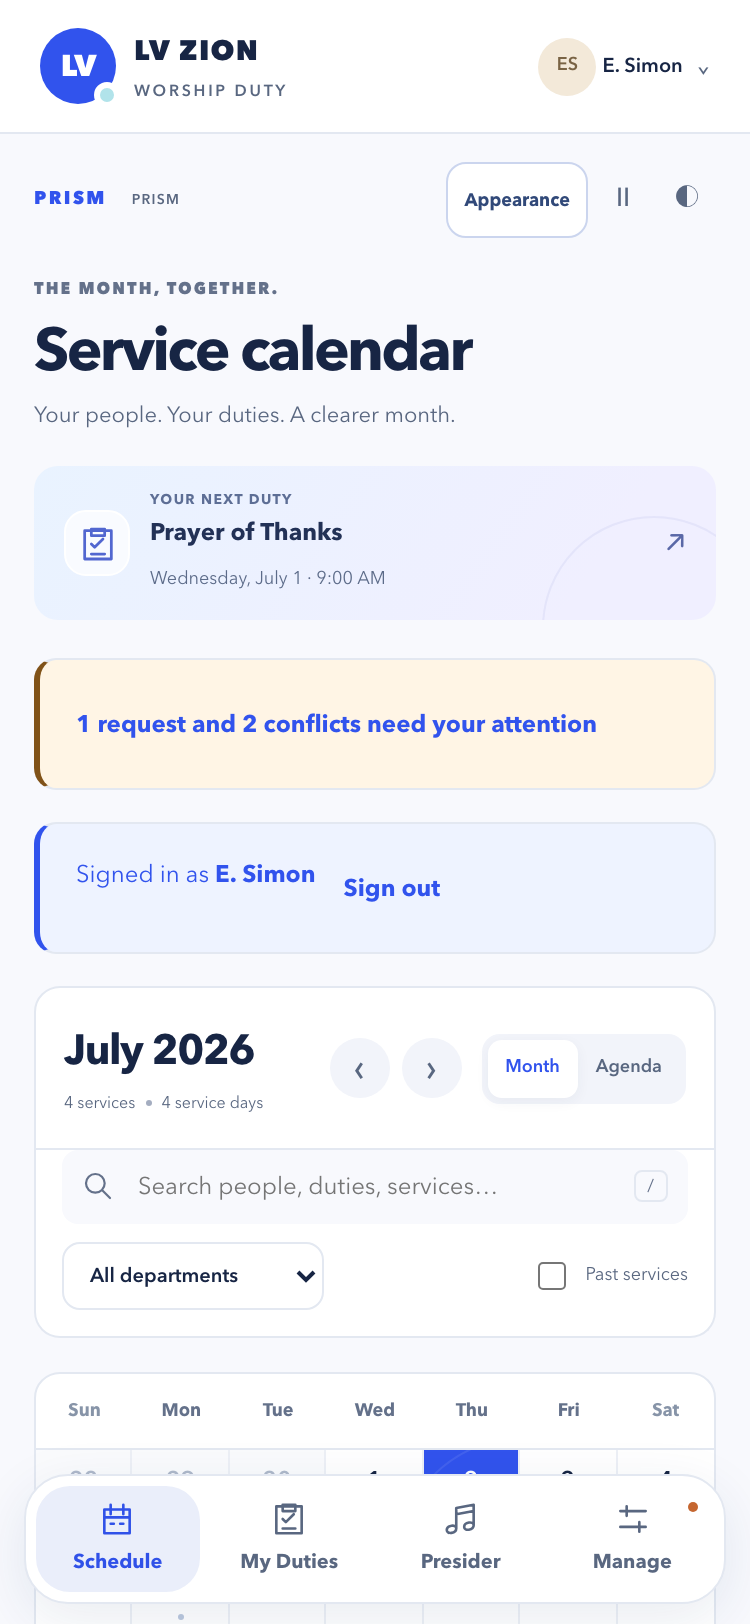 LV
LV ZION
WORSHIP DUTY
ES
E. Simon
PRISM
PRISM
Appearance
THE MONTH, TOGETHER.
Service calendar
Your people. Your duties. A clearer month.
YOUR NEXT DUTY
Prayer of Thanks
Wednesday, July 1 · 9:00 AM
1 request and 2 conflicts need your attention
Signed in as E. Simon
Sign out
July 2026
4 services • 4 service days
Month
Agenda
Search people, duties, services...
/
All departments
Past services
Sun Mon Tue Wed Thu Fri Sat
Schedule
My Duties
Presider
Manage